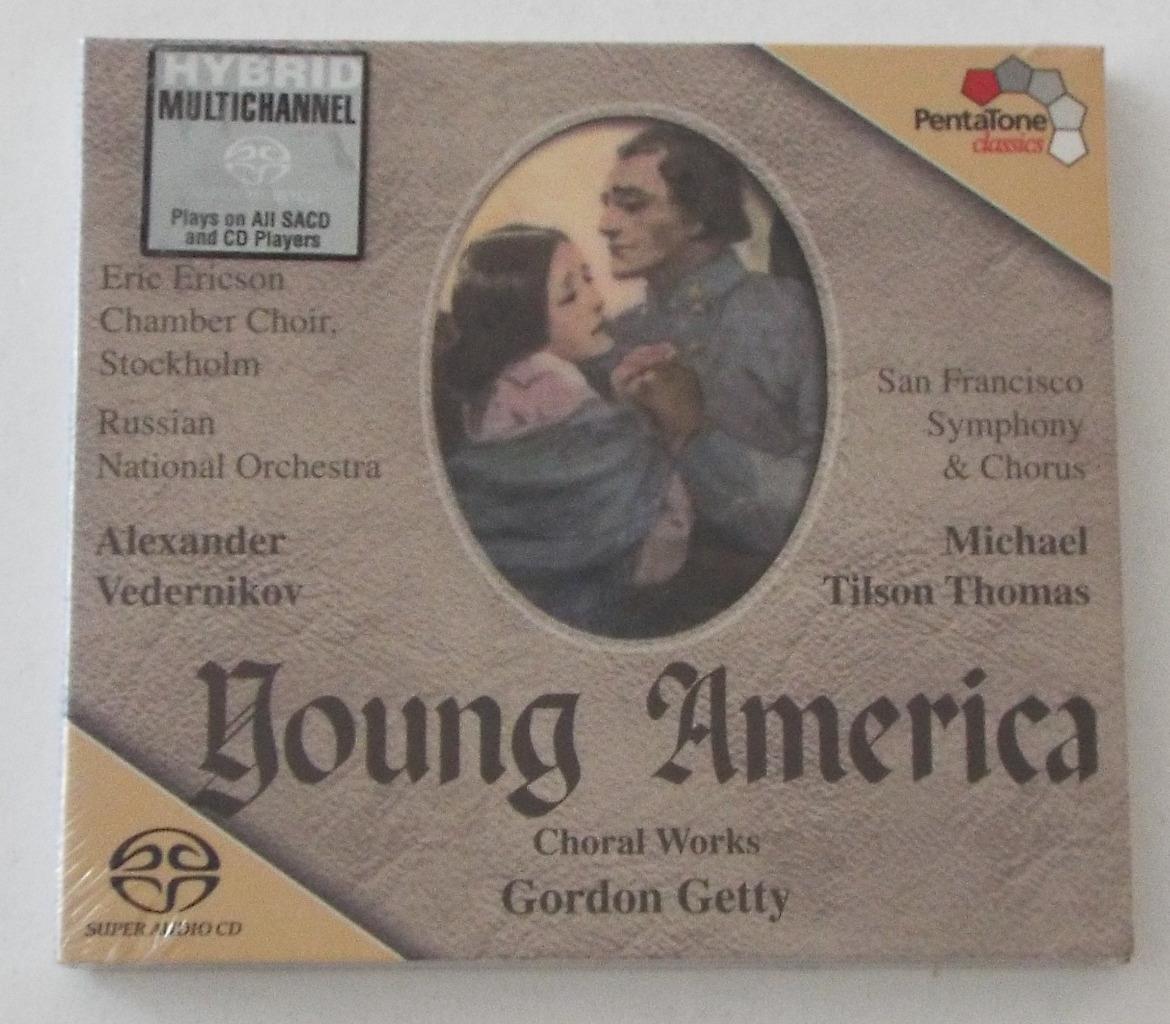 HYBRID
MULTICHANNEL
Plays on All SACD
and CD Players
PentaTone
classics
Eric Ericson
Chamber Choir,
Stockholm
Russian
National Orchestra
Alexander
Vedernikov
San Francisco
Symphony
& Chorus
Michael
Tilson Thomas
Young America
Choral Works
Gordon Getty
SUPER AUDIO CD